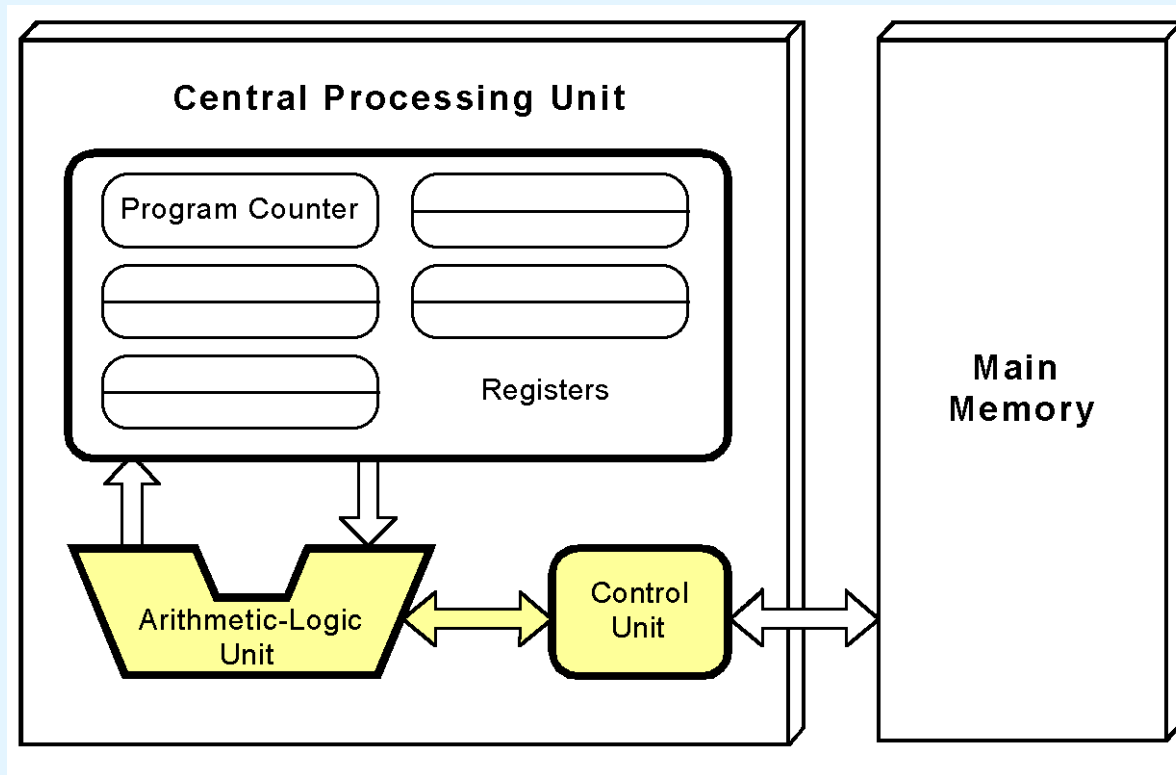 Central Processing Unit
Program Counter
Registers
Main
Memory
Arithmetic-Logic
Unit
Control
Unit